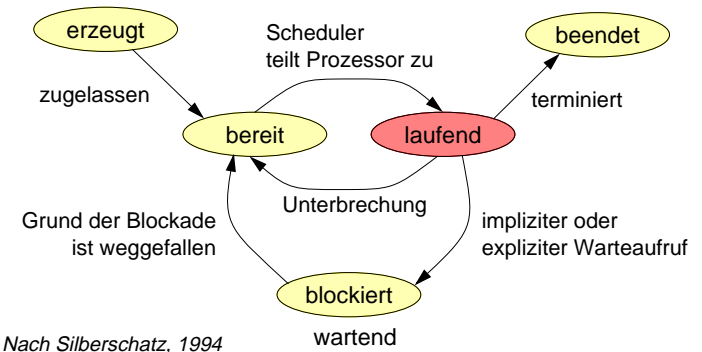 erzeugt
Scheduler
teilt Prozessor zu
beendet
zugelassen
terminiert
bereit
laufend
Unterbrechung
Grund der Blockade
ist weggefallen
impliziter oder
expliziter Warteaufruf
blockiert
wartend
Nach Silberschatz, 1994